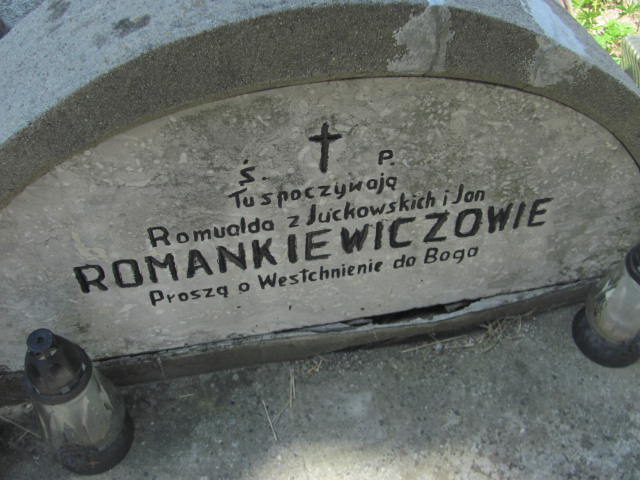 Ś. P.
Tu spoczywają
Romualda z Juckowskich i Jan
ROMANKIEWICZOWIE
Proszą o Westchnienie do Boga